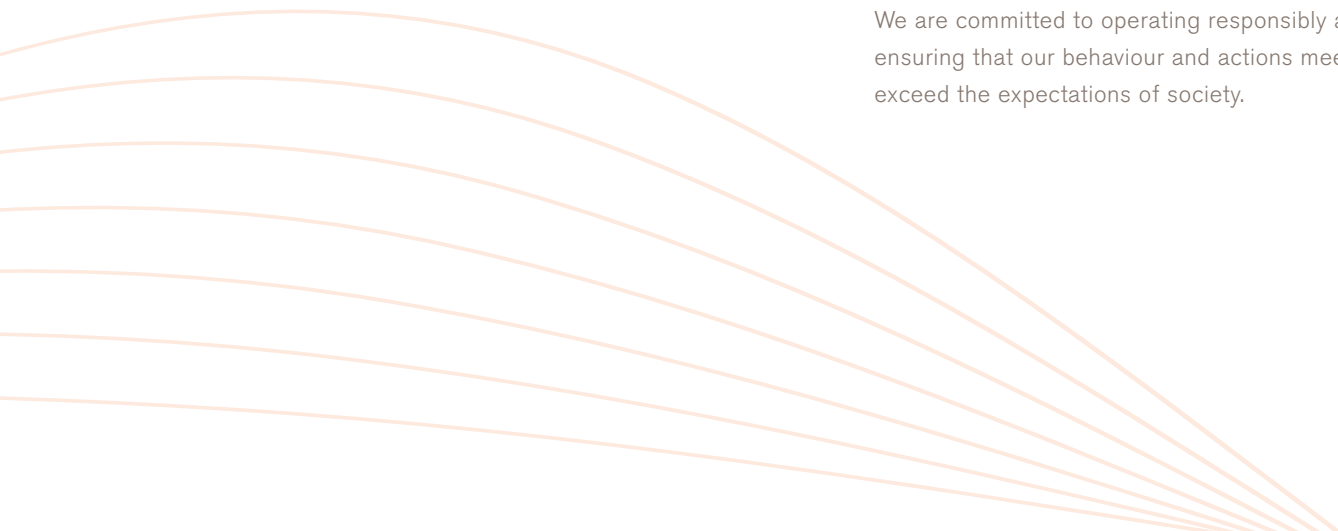 We are committed to operating responsibly
ensuring that our behaviour and actions
exceed the expectations of society.